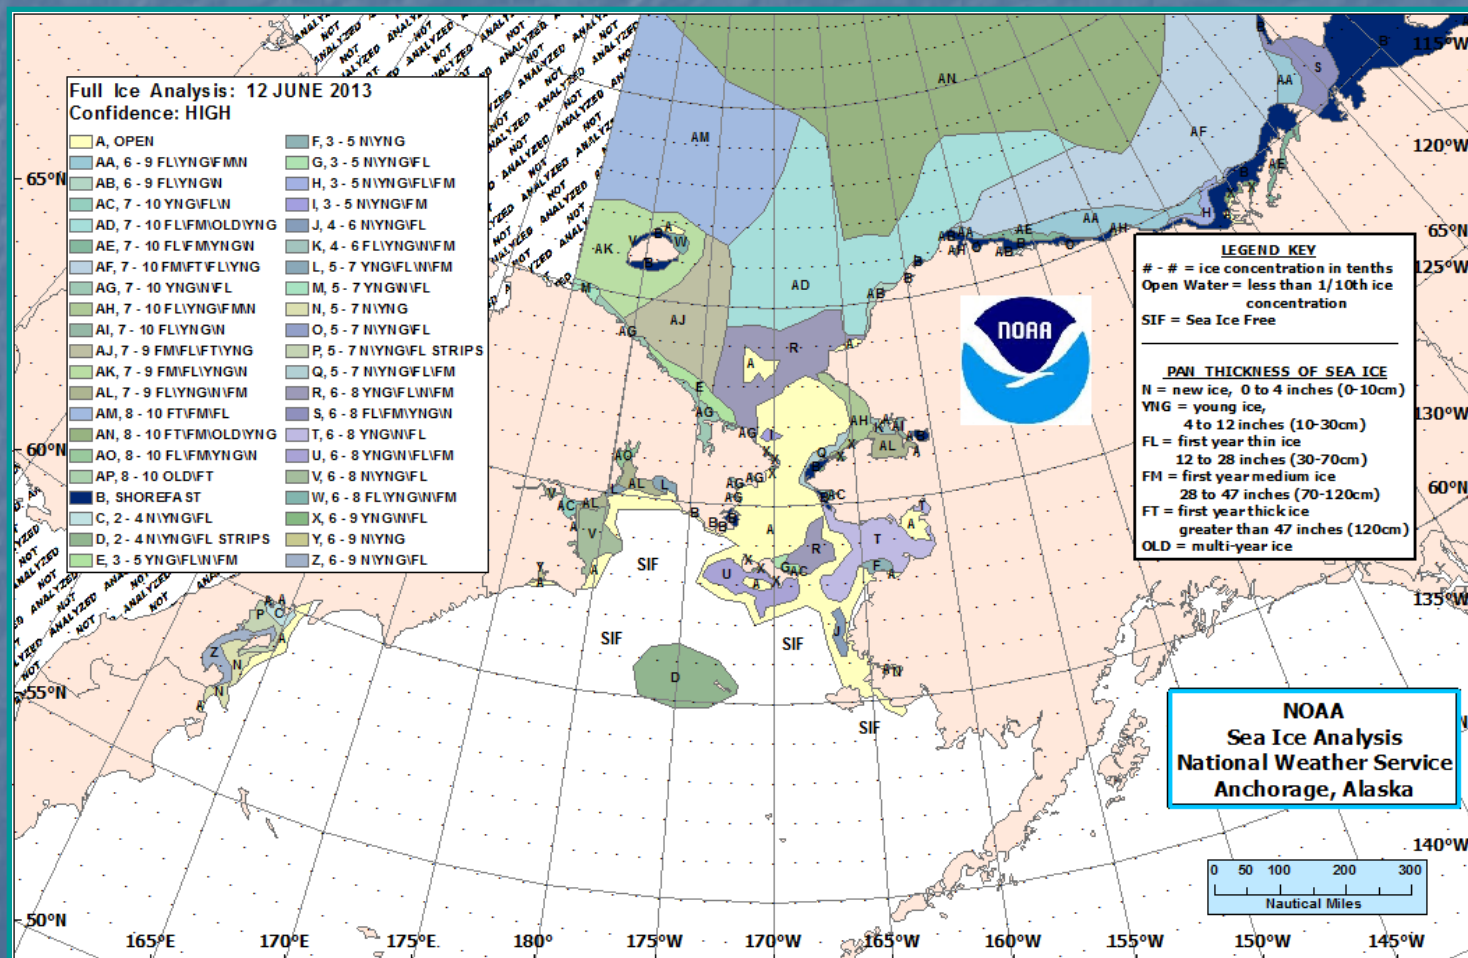 Full Ice Analysis: 12 JUNE 2013
Confidence: HIGH
A, OPEN
AA, 6 - 9 FL\YNG\FM\N
AB, 6 - 9 FL\YNG\N
AC, 7 - 10 YNG\FL\N
AD, 7 - 10 FL\FM\OLD\YNG
AE, 7 - 10 FL\FM\YNG\N
AF, 7 - 10 FM\FT\FL\YNG
AG, 7 - 10 YNG\N\FL
AH, 7 - 10 FL\YNG\FM\N
AI, 7 - 10 FL\YNG\N
AJ, 7 - 9 FM\FL\FT\YNG
AK, 7 - 9 FM\FL\YNG\N
AL, 7 - 9 FL\YNG\N\FM
AM, 8 - 10 FT\FM\FL
AN, 8 - 10 FT\FM\OLD\YNG
AO, 8 - 10 FL\FM\YNG\N
AP, 8 - 10 OLD\FT
B, SHOREFAST
C, 2 - 4 N\YNG\FL
D, 2 - 4 N\YNG\FL STRIPS
E, 3 - 5 YNG\FL\N\FM
F, 3 - 5 N\YNG
G, 3 - 5 N\YNG\FL
H, 3 - 5 N\YNG\FL\FM
I, 3 - 5 N\YNG\FM
J, 4 - 6 N\YNG\FL
K, 4 - 6 FL\YNG\N\FM
L, 5 - 7 YNG\FL\N\FM
M, 5 - 7 YNG\N\FL
N, 5 - 7 N\YNG
O, 5 - 7 N\YNG\FL
P, 5 - 7 N\YNG\FL STRIPS
Q, 5 - 7 N\YNG\FL\FM
R, 6 - 8 YNG\FL\N\FM
S, 6 - 8 FL\FM\YNG\N
T, 6 - 8 YNG\N\FL
U, 6 - 8 YNG\N\FL\FM
V, 6 - 8 N\YNG\FL
W, 6 - 8 FL\YNG\N\FM
X, 6 - 9 YNG\N\FL
Y, 6 - 9 N\YNG
Z, 6 - 9 N\YNG\FL
NOT ANALYZED
AN
AM
AF
AK
AJ
AD
R
S
AA
SIF
SIF
SIF
SIF
D
T
U
NOAA
LEGEND KEY
# - # = ice concentration in tenths
Open Water = less than 1/10th ice
concentration
SIF = Sea Ice Free
PAN THICKNESS OF SEA ICE
N = new ice, 0 to 4 inches (0-10cm)
YNG = young ice,
4 to 12 inches (10-30cm)
FL = first year thin ice
12 to 28 inches (30-70cm)
FM = first year medium ice
28 to 47 inches (70-120cm)
FT = first year thick ice
greater than 47 inches (120cm)
OLD = multi-year ice
NOAA
Sea Ice Analysis
National Weather Service
Anchorage, Alaska
0 50 100 200 300
Nautical Miles
65°N
60°N
55°N
50°N
165°E 170°E 175°E 180° 175°W 170°W 165°W 160°W 155°W 150°W 145°W
115°W
120°W
65°N
125°W
130°W
60°N
135°W
140°W